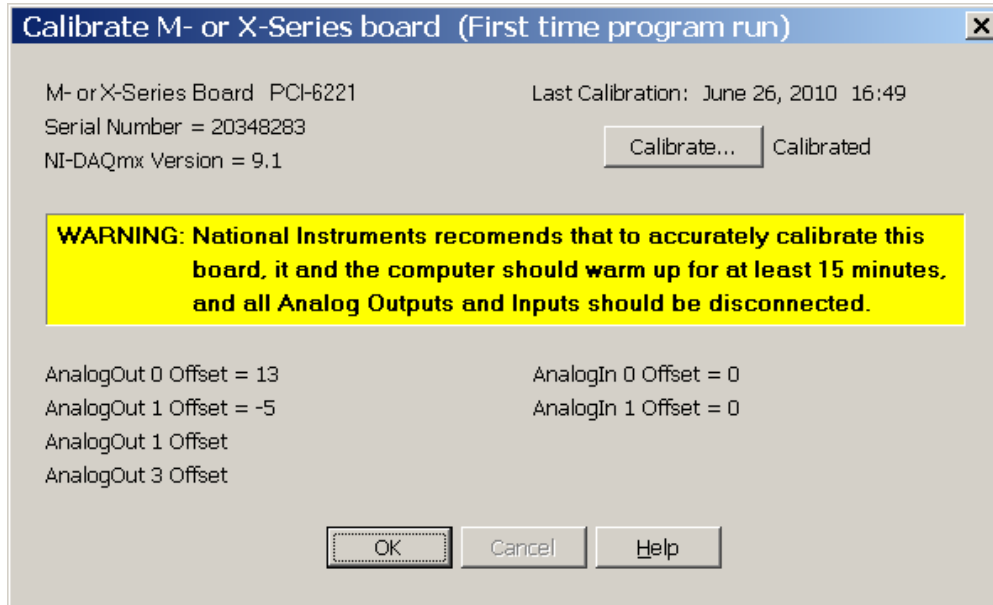 Calibrate M- or X-Series board (First time program run)
M- or X-Series Board PCI-6221
Serial Number = 20348283
NI-DAQmx Version = 9.1
Last Calibration: June 26, 2010 16:49
Calibrate... Calibrated
WARNING: National Instruments recomends that to accurately calibrate this
board, it and the computer should warm up for at least 15 minutes,
and all Analog Outputs and Inputs should be disconnected.
AnalogOut 0 Offset = 13
AnalogOut 1 Offset = -5
AnalogOut 1 Offset
AnalogOut 3 Offset
AnalogIn 0 Offset = 0
AnalogIn 1 Offset = 0
OK Cancel Help